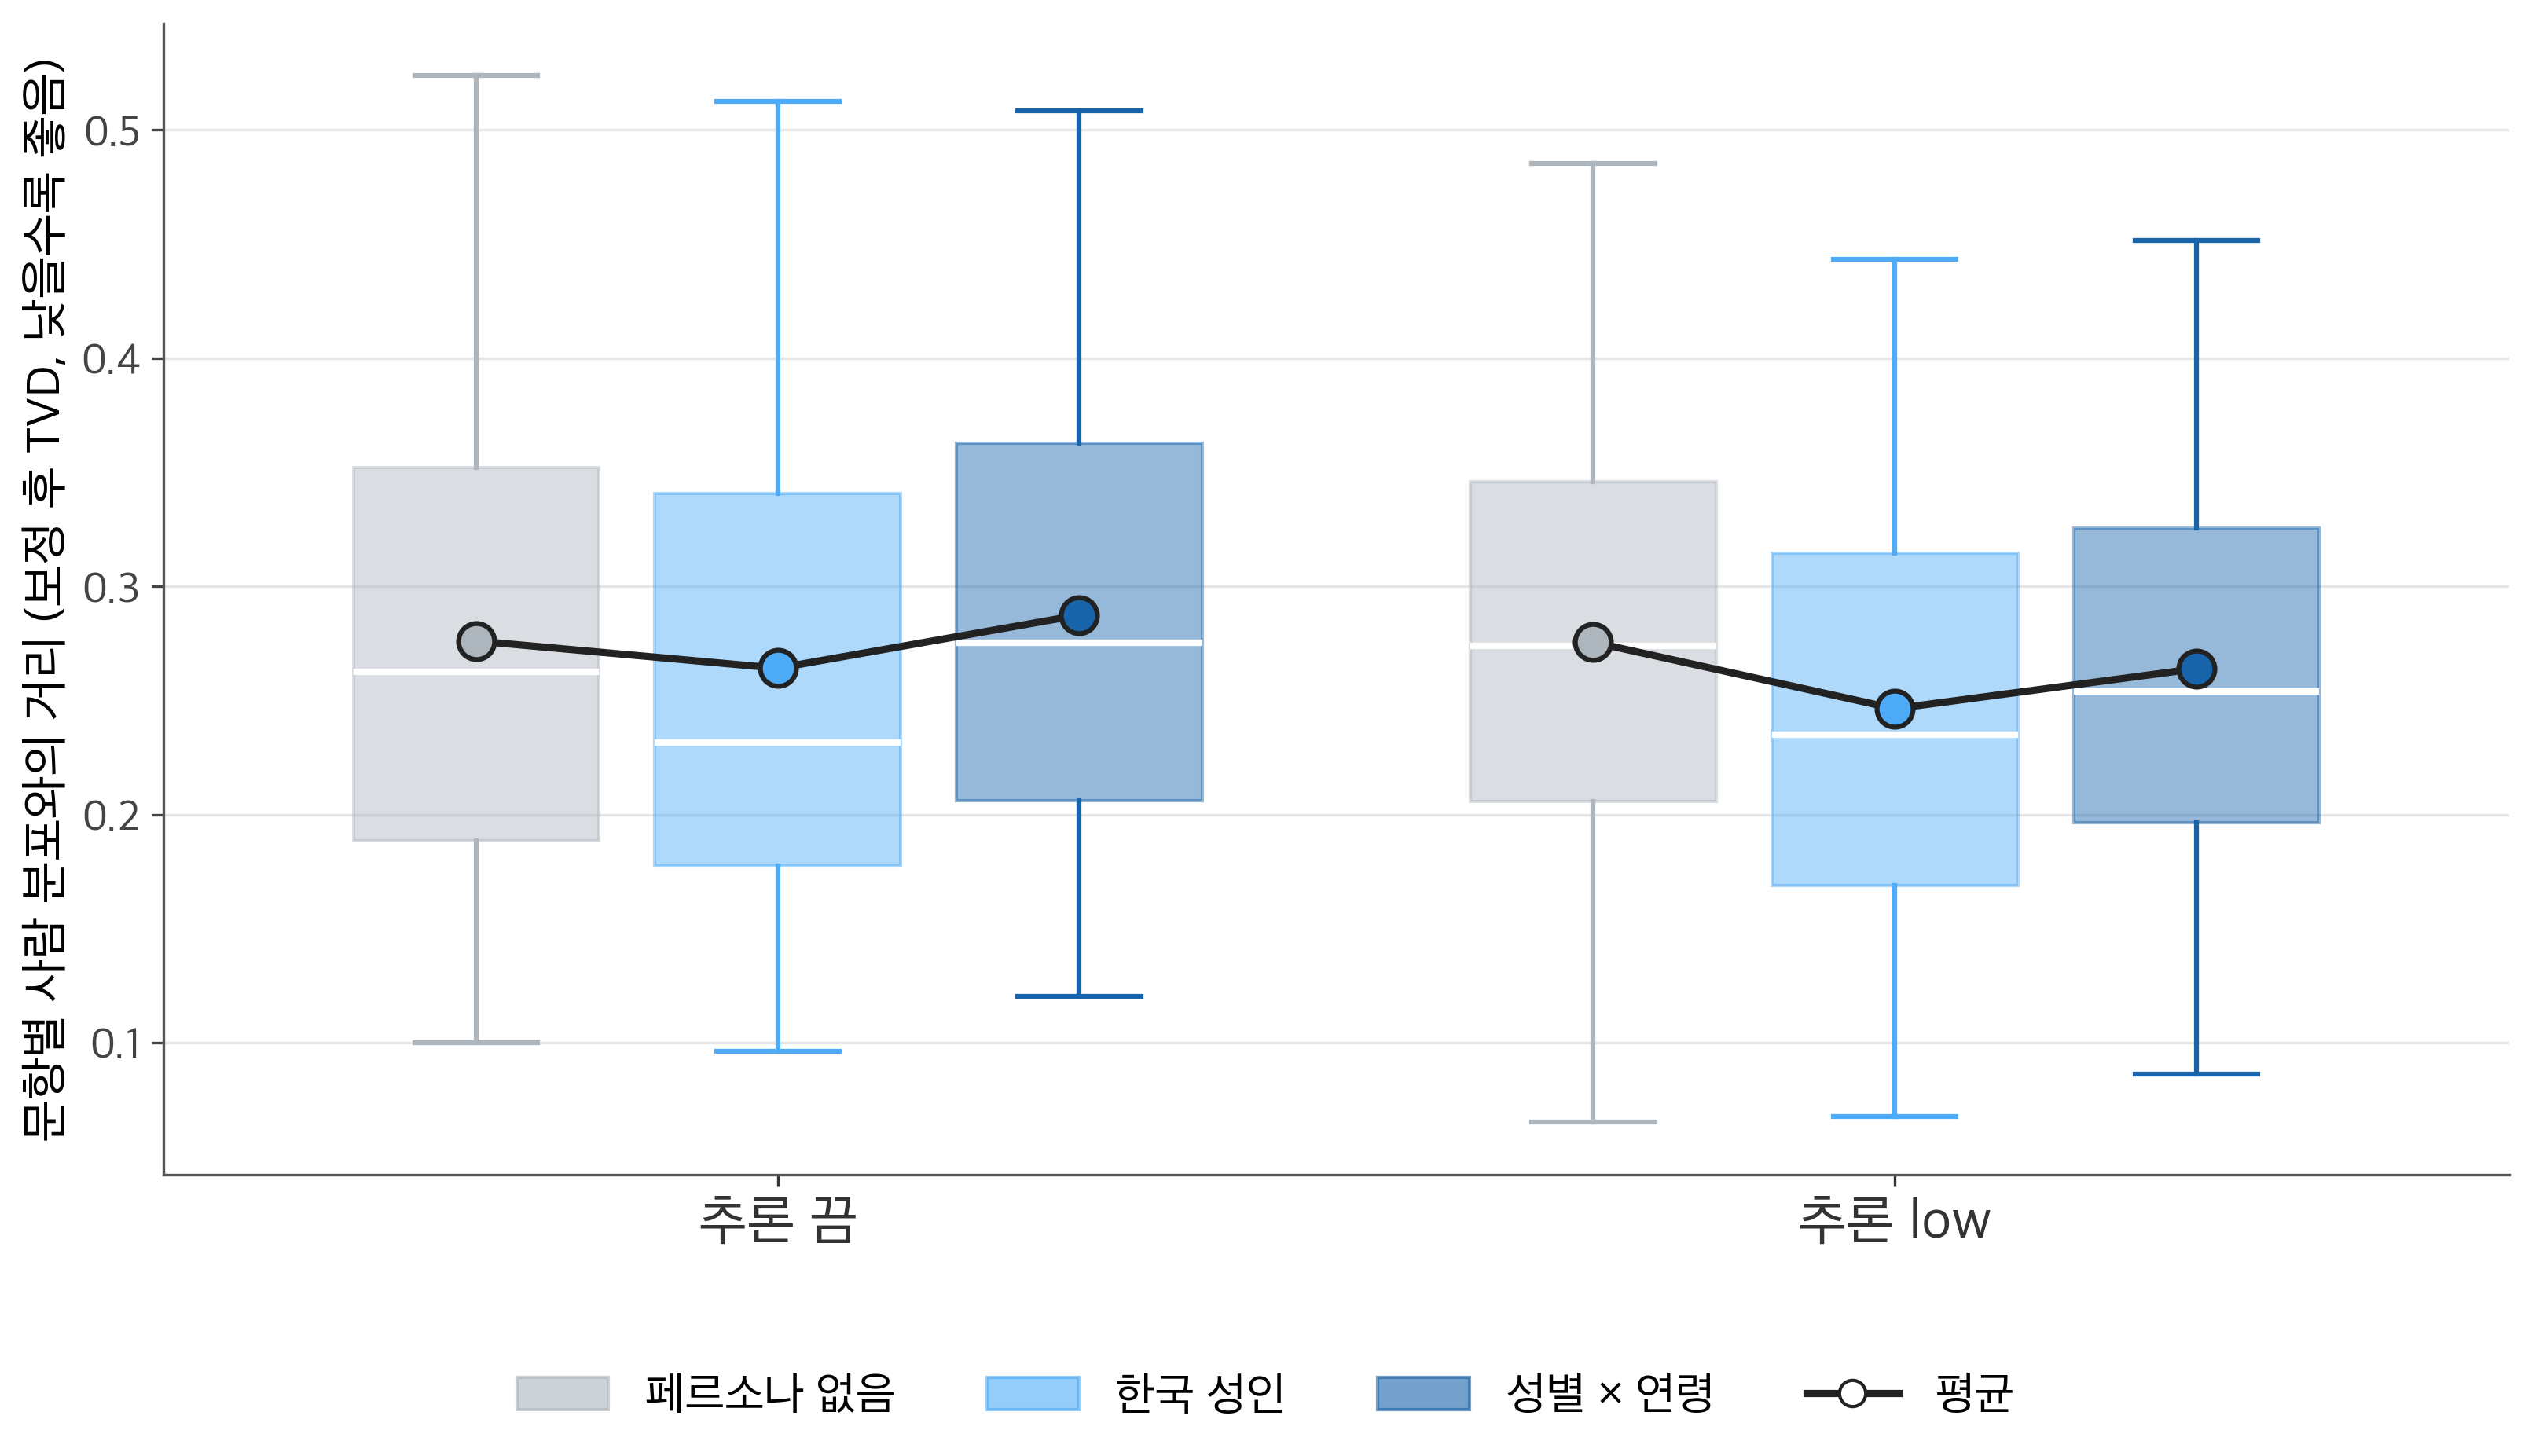 문항별 사람 분포와의 거리 (보정 후 TVD, 낮을수록 좋음)
0.5
0.4
0.3
0.2
0.1
추론 끔
추론 low
페르소나 없음
한국 성인
성별 × 연령
평균